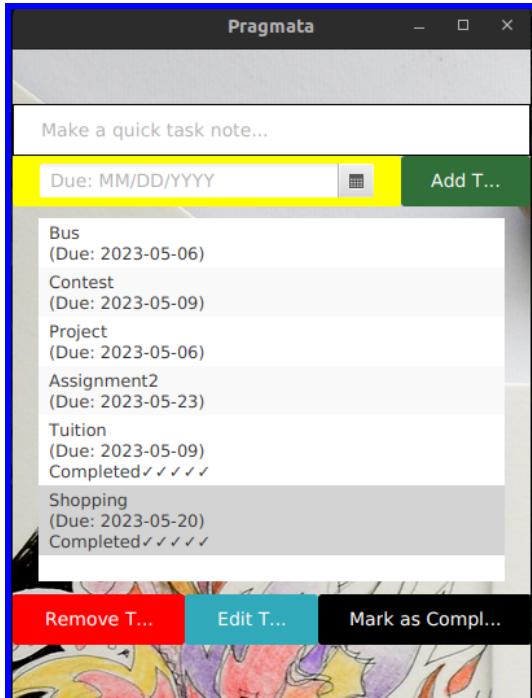 Pragmata
Make a quick task note...
Due: MM/DD/YYYY
Add T...
Bus
(Due: 2023-05-06)
Contest
(Due: 2023-05-09)
Project
(Due: 2023-05-06)
Assignment2
(Due: 2023-05-23)
Tuition
(Due: 2023-05-09)
Completed✓✓✓✓✓
Shopping
(Due: 2023-05-20)
Completed✓✓✓✓✓
Remove T...
Edit T...
Mark as Compl...